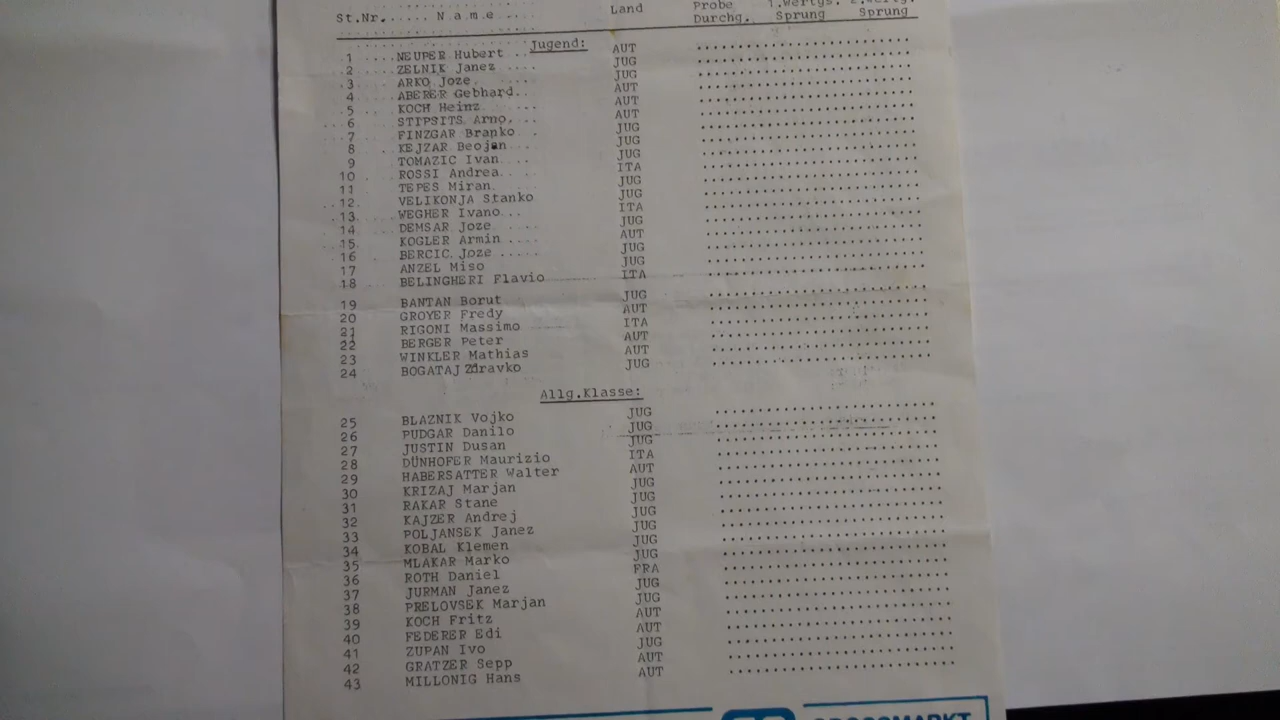 St.Nr. Name Land Probe Durchg. 1.Wertgs. Sprung 2.Wertg. Sprung
Jugend:
1 NEUPER Hubert AUT
2 ZELNIK Janez JUG
3 ARKO Joze JUG
4 ABERER Gebhard AUT
5 KOCH Heinz AUT
6 STIPSITS Arno AUT
7 FINZGAR Branko JUG
8 KEJZAR Beojan JUG
9 TOMAZIC Ivan JUG
10 ROSSI Andrea ITA
11 TEPES Miran JUG
12 VELIKONJA Stanko JUG
13 WEGHER Ivano ITA
14 DEMSAR Joze JUG
15 KOGLER Armin AUT
16 BERCIC Joze JUG
17 ANZEL Miso JUG
18 BELINGHERI Flavio ITA
19 BANTAN Borut JUG
20 GROYER Fredy AUT
21 RIGONI Massimo ITA
22 BERGER Peter AUT
23 WINKLER Mathias AUT
24 BOGATAJ Zdravko JUG
Allg.Klasse:
25 BLAZNIK Vojko JUG
26 PUDGAR Danilo JUG
27 JUSTIN Dusan JUG
28 DÜNHOFER Maurizio ITA
29 HABERSATTER Walter AUT
30 KRIZAJ Marjan JUG
31 RAKAR Stane JUG
32 KAJZER Andrej JUG
33 POLJANSEK Janez JUG
34 KOBAL Klemen JUG
35 MLAKAR Marko JUG
36 ROTH Daniel FRA
37 JURMAN Janez JUG
38 PRELOVSEK Marjan JUG
39 KOCH Fritz AUT
40 FEDERER Edi AUT
41 ZUPAN Ivo JUG
42 GRATZER Sepp AUT
43 MILLONIG Hans AUT
GROSSMARKT